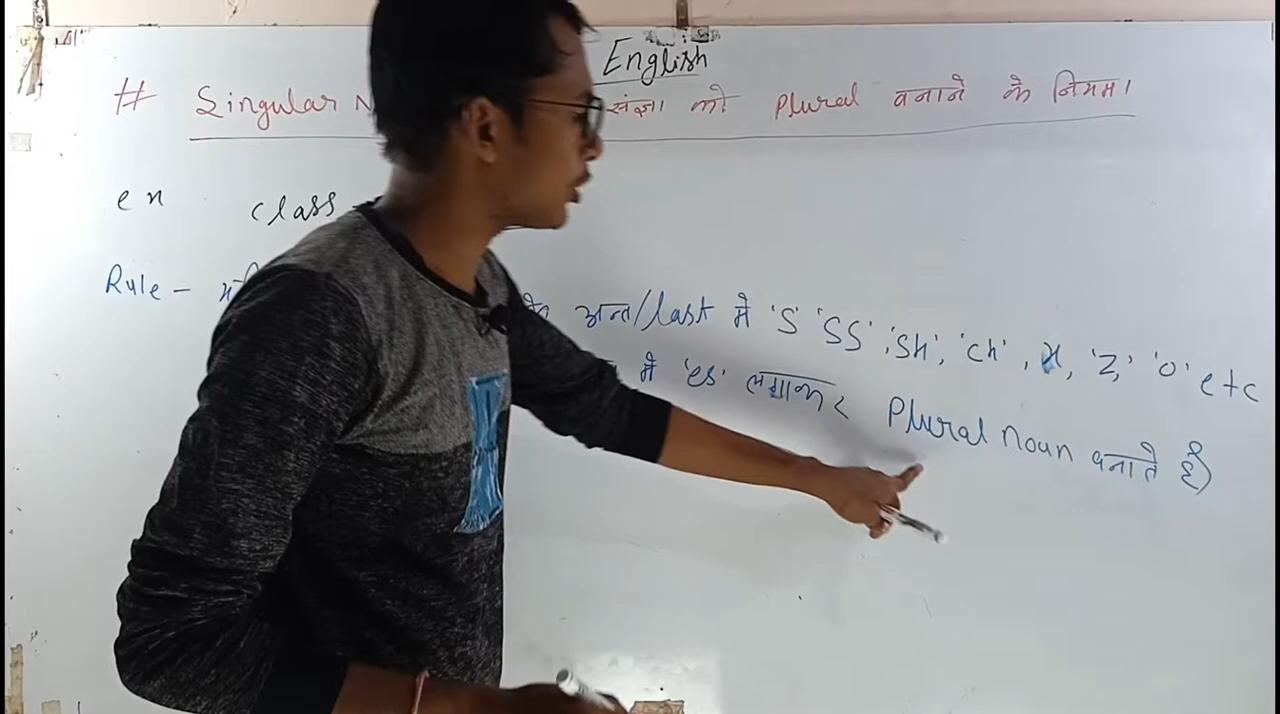 English
# Singular N संज्ञा को Plural बनाने के नियम।
ex class
Rule - के अन्त/last मे 'S' 'SS', 'Sh', 'Ch', x, 'Z,' 'O' etc
मे 'es' लगाकर Plural noun बनाते है)